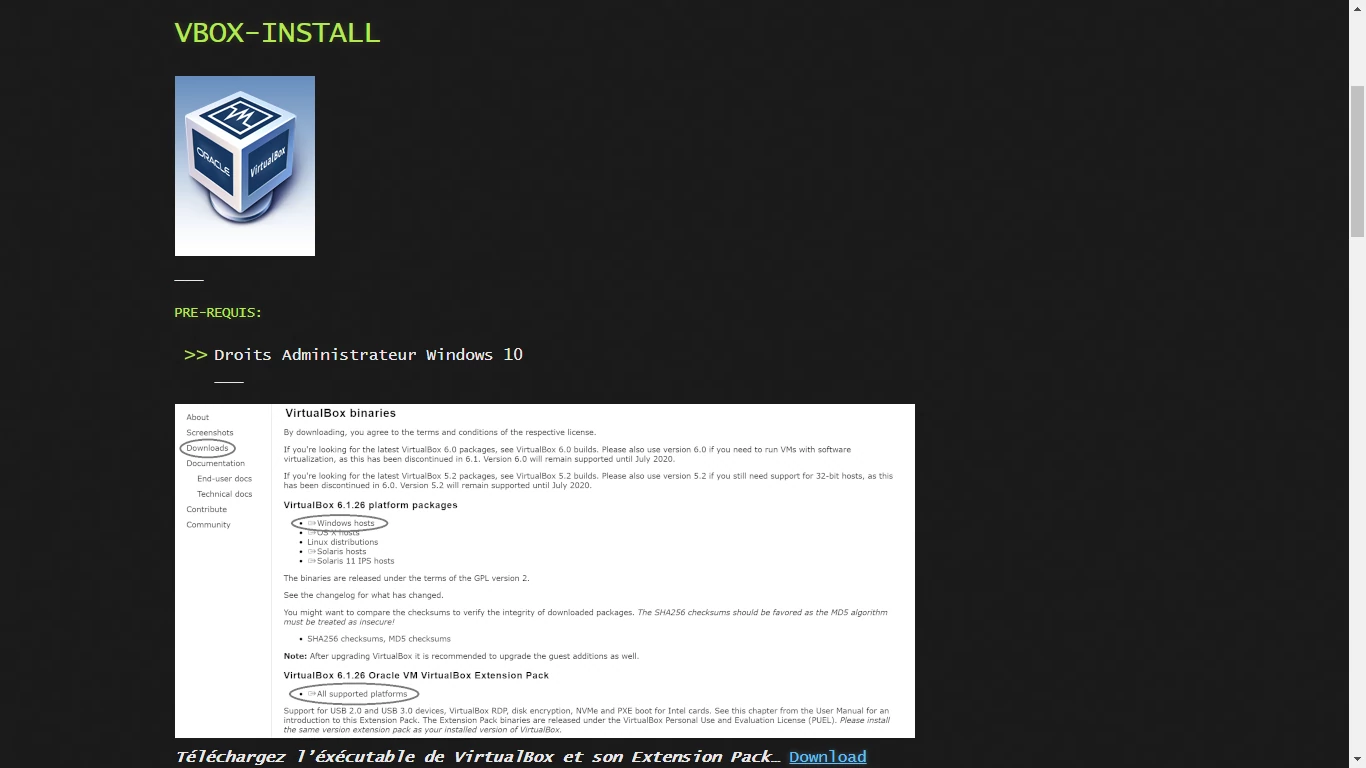 VBOX-INSTALL
ORACLE
VirtualBox
PRE-REQUIS:
>> Droits Administrateur Windows 10
About
Screenshots
Downloads
Documentation
End-user docs
Technical docs
Contribute
Community
VirtualBox binaries
By downloading, you agree to the terms and conditions of the respective license.
If you're looking for the latest VirtualBox 6.0 packages, see VirtualBox 6.0 builds. Please also use version 6.0 if you need to run VMs with software
virtualization, as this has been discontinued in 6.1. Version 6.0 will remain supported until July 2020.
If you're looking for the latest VirtualBox 5.2 packages, see VirtualBox 5.2 builds. Please also use version 5.2 if you still need support for 32-bit hosts, as this
has been discontinued in 6.0. Version 5.2 will remain supported until July 2020.
VirtualBox 6.1.26 platform packages
• Windows hosts
• OS X hosts
• Linux distributions
• Solaris hosts
• Solaris 11 IPS hosts
The binaries are released under the terms of the GPL version 2.
See the changelog for what has changed.
You might want to compare the checksums to verify the integrity of downloaded packages. The SHA256 checksums should be favored as the MD5 algorithm
must be treated as insecure!
• SHA256 checksums, MD5 checksums
Note: After upgrading VirtualBox it is recommended to upgrade the guest additions as well.
VirtualBox 6.1.26 Oracle VM VirtualBox Extension Pack
• All supported platforms
Support for USB 2.0 and USB 3.0 devices, VirtualBox RDP, disk encryption, NVMe and PXE boot for Intel cards. See this chapter from the User Manual for an
introduction to this Extension Pack. The Extension Pack binaries are released under the VirtualBox Personal Use and Evaluation License (PUEL). Please install
the same version extension pack as your installed version of VirtualBox.
Téléchargez l’éxécutable de VirtualBox et son Extension Pack… Download